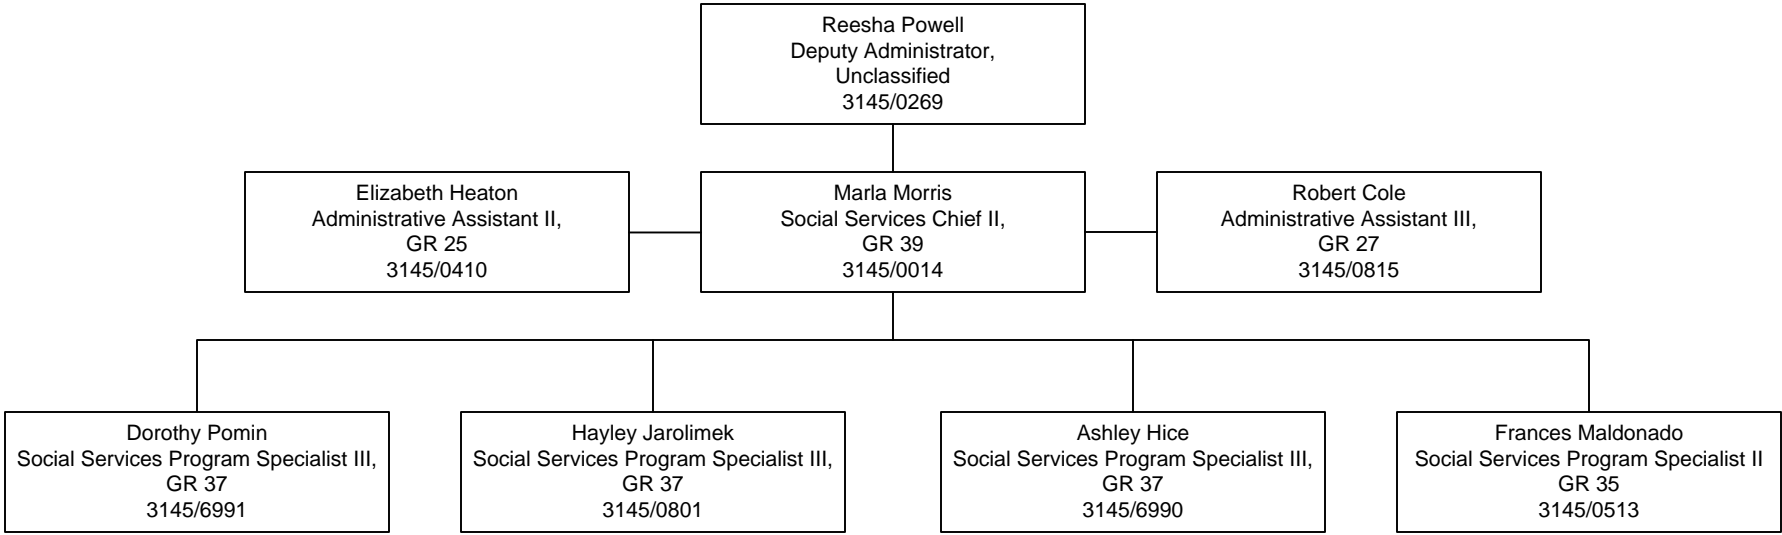 Reesha Powell
Deputy Administrator,
Unclassified
3145/0269
Elizabeth Heaton
Administrative Assistant II,
GR 25
3145/0410
Marla Morris
Social Services Chief II,
GR 39
3145/0014
Robert Cole
Administrative Assistant III,
GR 27
3145/0815
Dorothy Pomin
Social Services Program Specialist III,
GR 37
3145/6991
Hayley Jarolimek
Social Services Program Specialist III,
GR 37
3145/0801
Ashley Hice
Social Services Program Specialist III,
GR 37
3145/6990
Frances Maldonado
Social Services Program Specialist II
GR 35
3145/0513